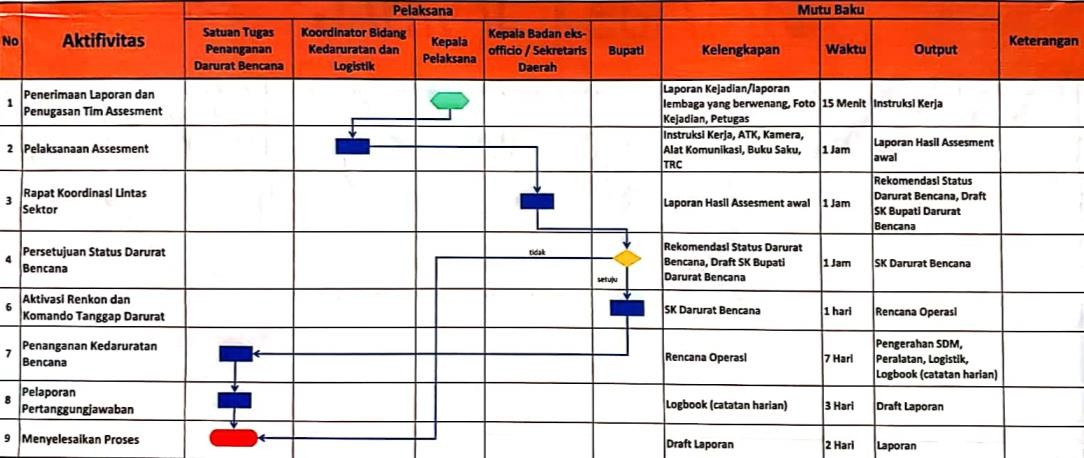 Pelaksana
Mutu Baku
No
Aktifivitas
Satuan Tugas
Penanganan
Darurat Bencana
Koordinator Bidang
Kedaruratan dan
Logistik
Kepala
Pelaksana
Kepala Badan eks-
officio / Sekretaris
Daerah
Bupati
Kelengkapan
Waktu
Output
Keterangan
1
Penerimaan Laporan dan
Penugasan Tim Assesment
Laporan Kejadian/laporan
lembaga yang berwenang, Foto
Kejadian, Petugas
15 Menit
Instruksi Kerja
2
Pelaksanaan Assesment
Instruksi Kerja, ATK, Kamera,
Alat Komunikasi, Buku Saku,
TRC
1 Jam
Laporan Hasil Assesment
awal
3
Rapat Koordinasi Lintas
Sektor
Laporan Hasil Assesment awal
1 Jam
Rekomendasi Status
Darurat Bencana, Draft
SK Bupati Darurat
Bencana
4
Persetujuan Status Darurat
Bencana
tidak
setuju
Rekomendasi Status Darurat
Bencana, Draft SK Bupati
Darurat Bencana
1 Jam
SK Darurat Bencana
6
Aktivasi Renkon dan
Komando Tanggap Darurat
SK Darurat Bencana
1 hari
Rencana Operasi
7
Penanganan Kedaruratan
Bencana
Rencana Operasi
7 Hari
Pengerahan SDM,
Peralatan, Logistik,
Logbook (catatan harian)
8
Pelaporan
Pertanggungjawaban
Logbook (catatan harian)
3 Hari
Draft Laporan
9
Menyelesaikan Proses
Draft Laporan
2 Hari
Laporan